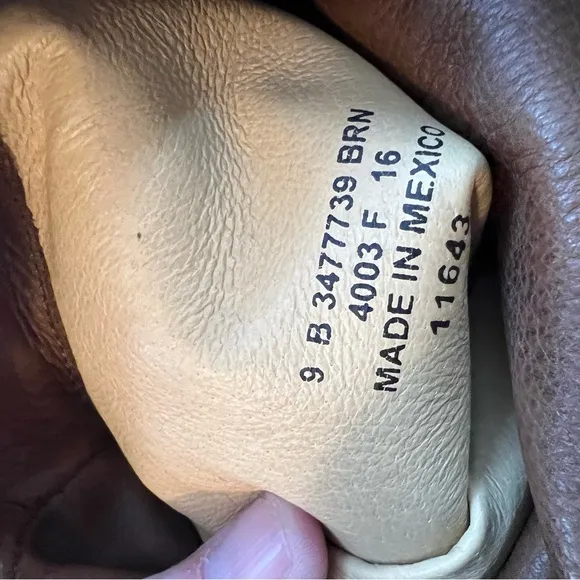 9 B 3477739 BRN
4003 F 16
MADE IN MEXICO
11643